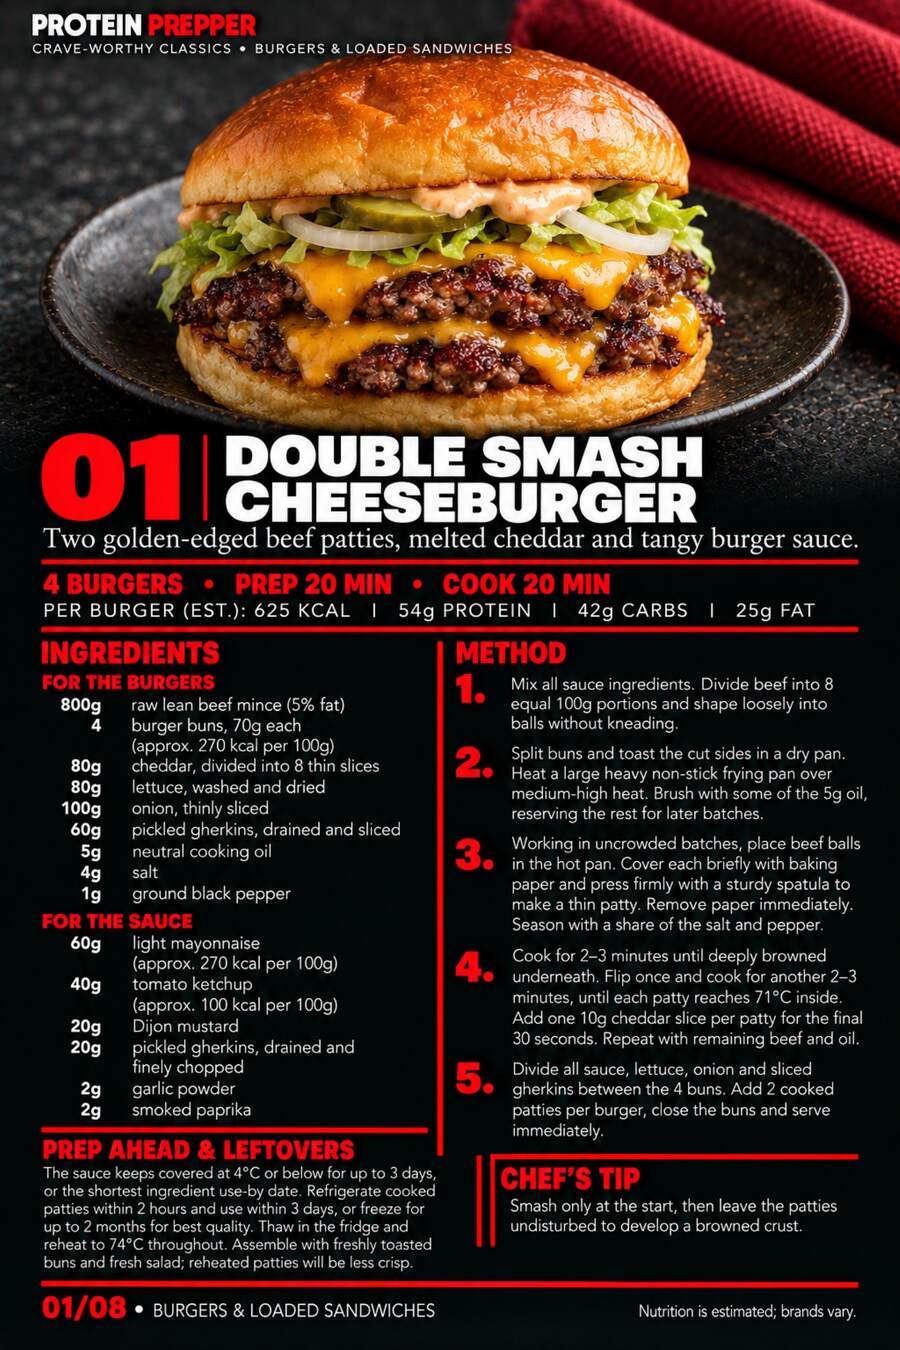 PROTEIN PREPPER
CRAVE-WORTHY CLASSICS • BURGERS & LOADED SANDWICHES
01
DOUBLE SMASH
CHEESEBURGER
Two golden-edged beef patties, melted cheddar and tangy burger sauce.
4 BURGERS • PREP 20 MIN • COOK 20 MIN
PER BURGER (EST.): 625 KCAL | 54g PROTEIN | 42g CARBS | 25g FAT
INGREDIENTS
FOR THE BURGERS
800g raw lean beef mince (5% fat)
4 burger buns, 70g each
(approx. 270 kcal per 100g)
80g cheddar, divided into 8 thin slices
80g lettuce, washed and dried
100g onion, thinly sliced
60g pickled gherkins, drained and sliced
5g neutral cooking oil
4g salt
1g ground black pepper
FOR THE SAUCE
60g light mayonnaise
(approx. 270 kcal per 100g)
40g tomato ketchup
(approx. 100 kcal per 100g)
20g Dijon mustard
20g pickled gherkins, drained and
finely chopped
2g garlic powder
2g smoked paprika
PREP AHEAD & LEFTOVERS
The sauce keeps covered at 4°C or below for up to 3 days,
or the shortest ingredient use-by date. Refrigerate cooked
patties within 2 hours and use within 3 days, or freeze for
up to 2 months for best quality. Thaw in the fridge and
reheat to 74°C throughout. Assemble with freshly toasted
buns and fresh salad; reheated patties will be less crisp.
METHOD
1. Mix all sauce ingredients. Divide beef into 8
equal 100g portions and shape loosely into
balls without kneading.
2. Split buns and toast the cut sides in a dry pan.
Heat a large heavy non-stick frying pan over
medium-high heat. Brush with some of the 5g oil,
reserving the rest for later batches.
3. Working in uncrowded batches, place beef balls
in the hot pan. Cover each briefly with baking
paper and press firmly with a sturdy spatula to
make a thin patty. Remove paper immediately.
Season with a share of the salt and pepper.
4. Cook for 2–3 minutes until deeply browned
underneath. Flip once and cook for another 2–3
minutes, until each patty reaches 71°C inside.
Add one 10g cheddar slice per patty for the final
30 seconds. Repeat with remaining beef and oil.
5. Divide all sauce, lettuce, onion and sliced
gherkins between the 4 buns. Add 2 cooked
patties per burger, close the buns and serve
immediately.
CHEF'S TIP
Smash only at the start, then leave the patties
undisturbed to develop a browned crust.
01/08 • BURGERS & LOADED SANDWICHES
Nutrition is estimated; brands vary.